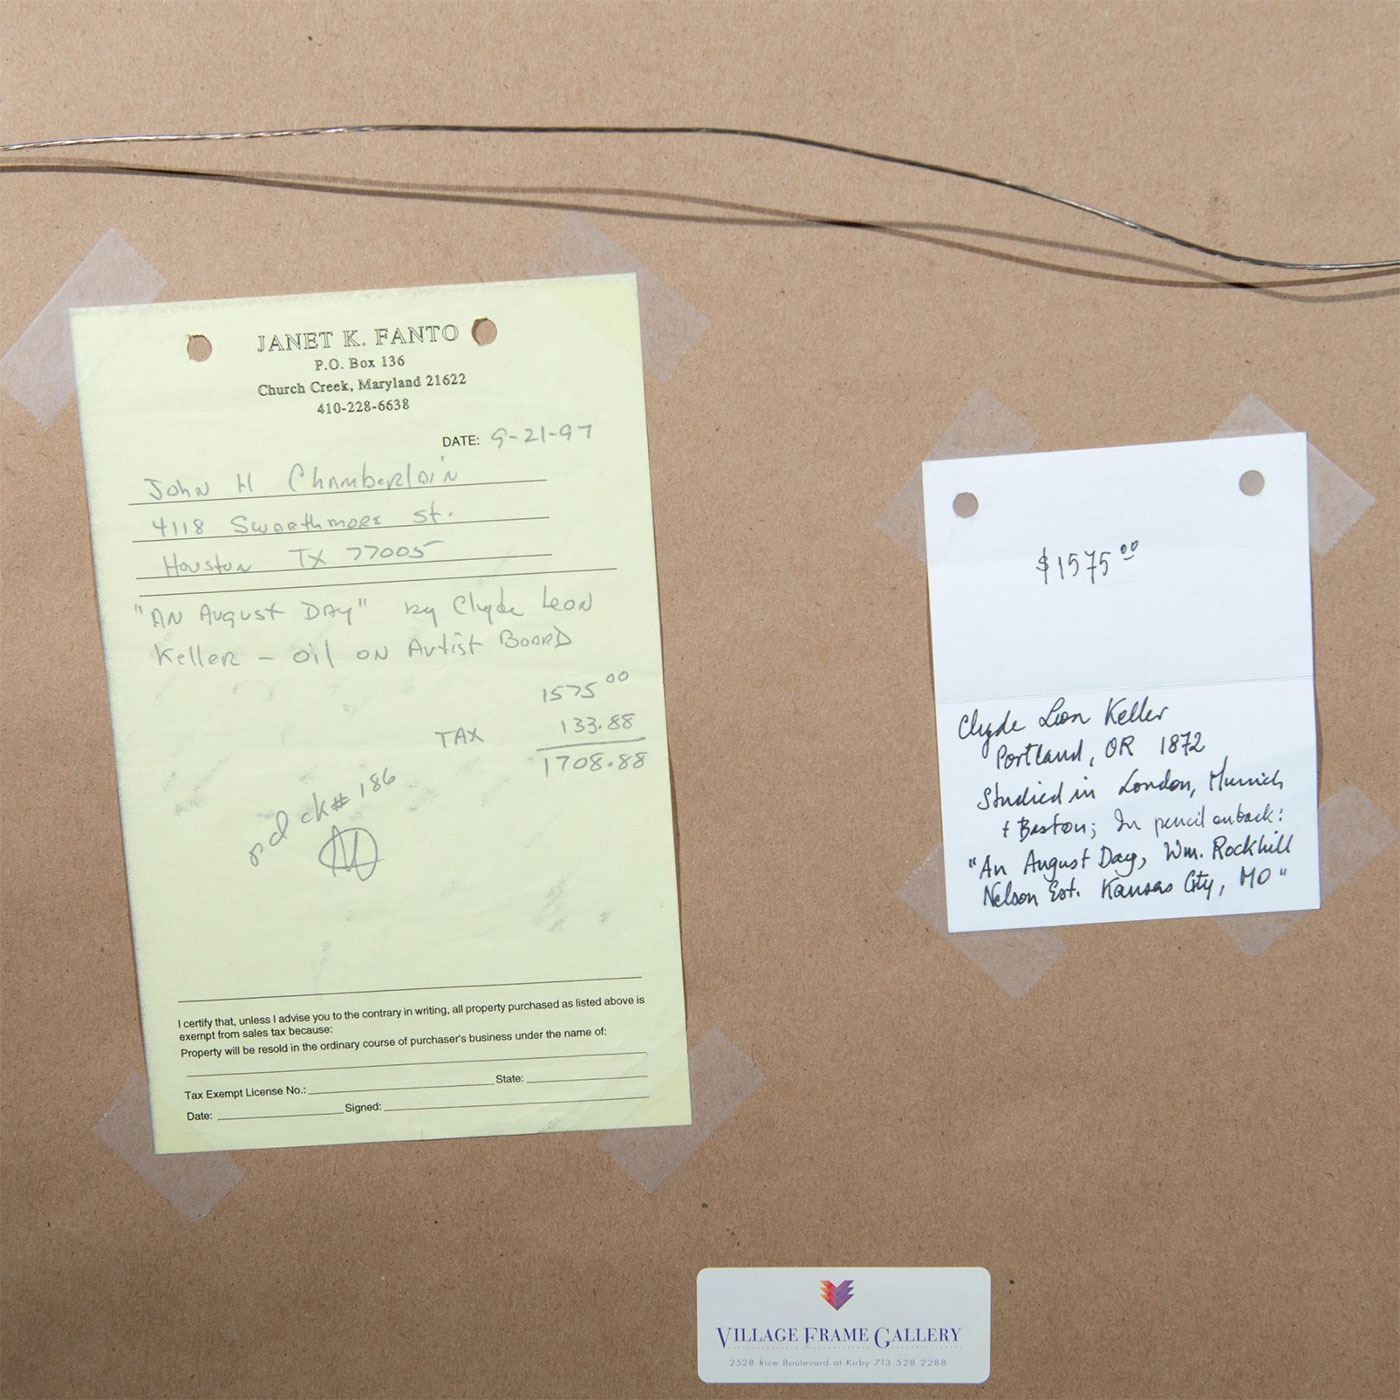 JANET K. FANTO
P.O. Box 136
Church Creek, Maryland 21622
410-228-6638
DATE: 9-21-97
John H Chamberlain
4118 Swarthmore St.
Houston TX 77005
"An August Day" by Clyde Leon
Keller - oil on Artist Board
1575 00
TAX 133.88
1708.88
pd ck# 186
I certify that, unless I advise you to the contrary in writing, all property purchased as listed above is
exempt from sales tax because:
Property will be resold in the ordinary course of purchaser's business under the name of:
Tax Exempt License No.: State:
Date: Signed:
$1575 00
Clyde Leon Keller
Portland, OR 1872
Studied in London, Munich
+ Boston; In pencil on back:
"An August Day, Wm. Rockhill
Nelson Est. Kansas City, MO"
VILLAGE FRAME GALLERY
2528 Rice Boulevard at Kirby 713.528.2288